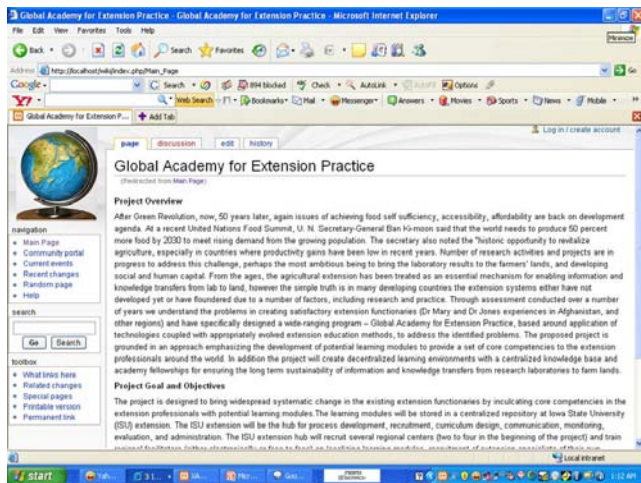 Global Academy for Extension Practice - Global Academy for Extension Practice - Microsoft Internet Explorer
File Edit View Favorites Tools Help
Minimize
Back Search Favorites
Address http://localhost/wiki/index.php/Main_Page Go
Google Search 894 blocked Check AutoLink Options
Y7 Web Search Bookmarks Mail Messenger Answers Movies Sports News Mobile
Global Academy for Extension P... Add Tab
Log in / create account
page discussion edit history
Global Academy for Extension Practice
(Redirected from Main Page)
Project Overview
After Green Revolution, now, 50 years later, again issues of achieving food self sufficiency, accessibility, affordability are back on development
agenda. At a recent United Nations Food Summit, U. N. Secretary-General Ban Ki-moon said that the world needs to produce 50 percent
more food by 2030 to meet rising demand from the growing population. The secretary also noted the "historic opportunity to revitalize
agriculture, especially in countries where productivity gains have been low in recent years. Number of research activities and projects are in
progress to address this challenge, perhaps the most ambitious being to bring the laboratory results to the farmers' lands, and developing
social and human capital. From the ages, the agricultural extension has been treated as an essential mechanism for enabling information and
knowledge transfers from lab to land, however the simple truth is in many developing countries the extension systems either have not
developed yet or have floundered due to a number of factors, including research and practice. Through assessment conducted over a number
of years we understand the problems in creating satisfactory extension functionaries (Dr Mary and Dr Jones experiences in Afghanistan, and
other regions) and have specifically designed a wide-ranging program – Global Academy for Extension Practice, based around application of
technologies coupled with appropriately evolved extension education methods, to address the identified problems. The proposed project is
grounded in an approach emphasizing the development of potential learning modules to provide a set of core competencies to the extension
professionals around the world. In addition the project will create decentralized learning environments with a centralized knowledge base and
academy fellowships for ensuring the long term sustainability of information and knowledge transfers from research laboratories to farm lands.
Project Goal and Objectives
The project is designed to bring widespread systematic change in the existing extension functionaries by inculcating core competencies in the
extension professionals with potential learning modules.The learning modules will be stored in a centralized repository at Iowa State University
(ISU) extension. The ISU extension will be the hub for process development, recruitment, curriculum design, communication, monitoring,
evaluation, and administration. The ISU extension hub will recruit several regional centers (two to four in the beginning of the project) and train
navigation
Main Page
Community portal
Current events
Recent changes
Random page
Help
search
Go Search
toolbox
What links here
Related changes
Special pages
Printable version
Permanent link
Local intranet
start 1:12 AM